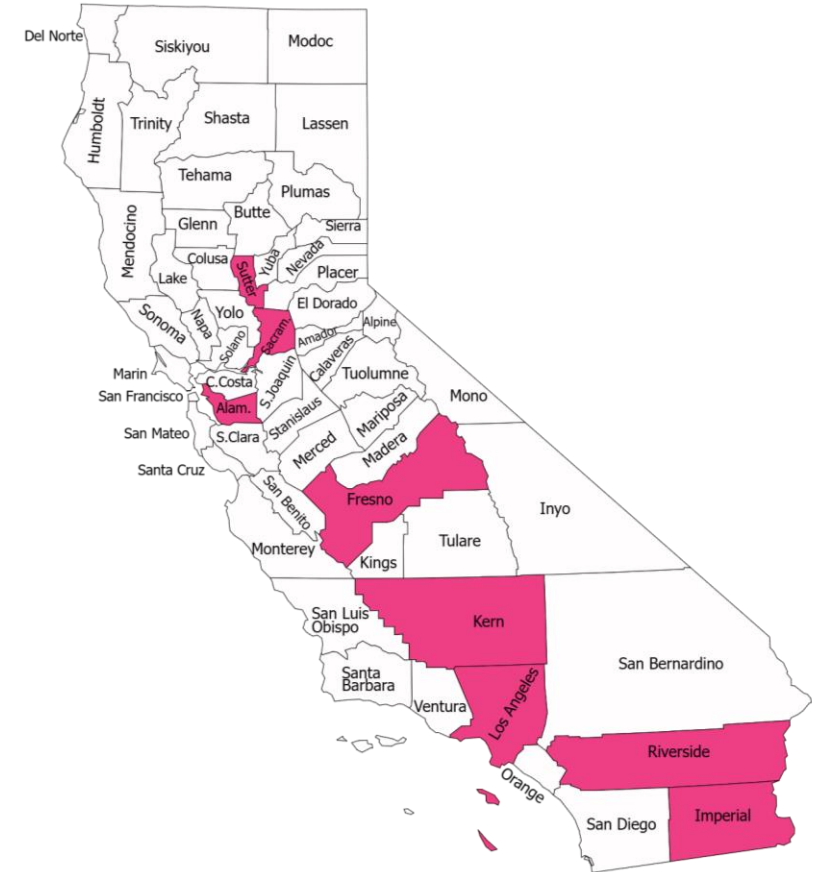 Del Norte
Siskiyou
Modoc
Humboldt
Trinity
Shasta
Lassen
Tehama
Plumas
Mendocino
Glenn
Butte
Sierra
Colusa
Sutter
Yuba
Nevada
Lake
Placer
Sonoma
Napa
Yolo
El Dorado
Solano
Sacram.
Amador
Alpine
Marin
C.Costa
S.Joaquin
Calaveras
Tuolumne
San Francisco
Alam.
Stanislaus
Mariposa
Mono
San Mateo
S.Clara
Merced
Madera
Santa Cruz
San Benito
Fresno
Inyo
Monterey
Kings
Tulare
San Luis
Obispo
Kern
San Bernardino
Santa
Barbara
Ventura
Los Angeles
Riverside
Orange
San Diego
Imperial